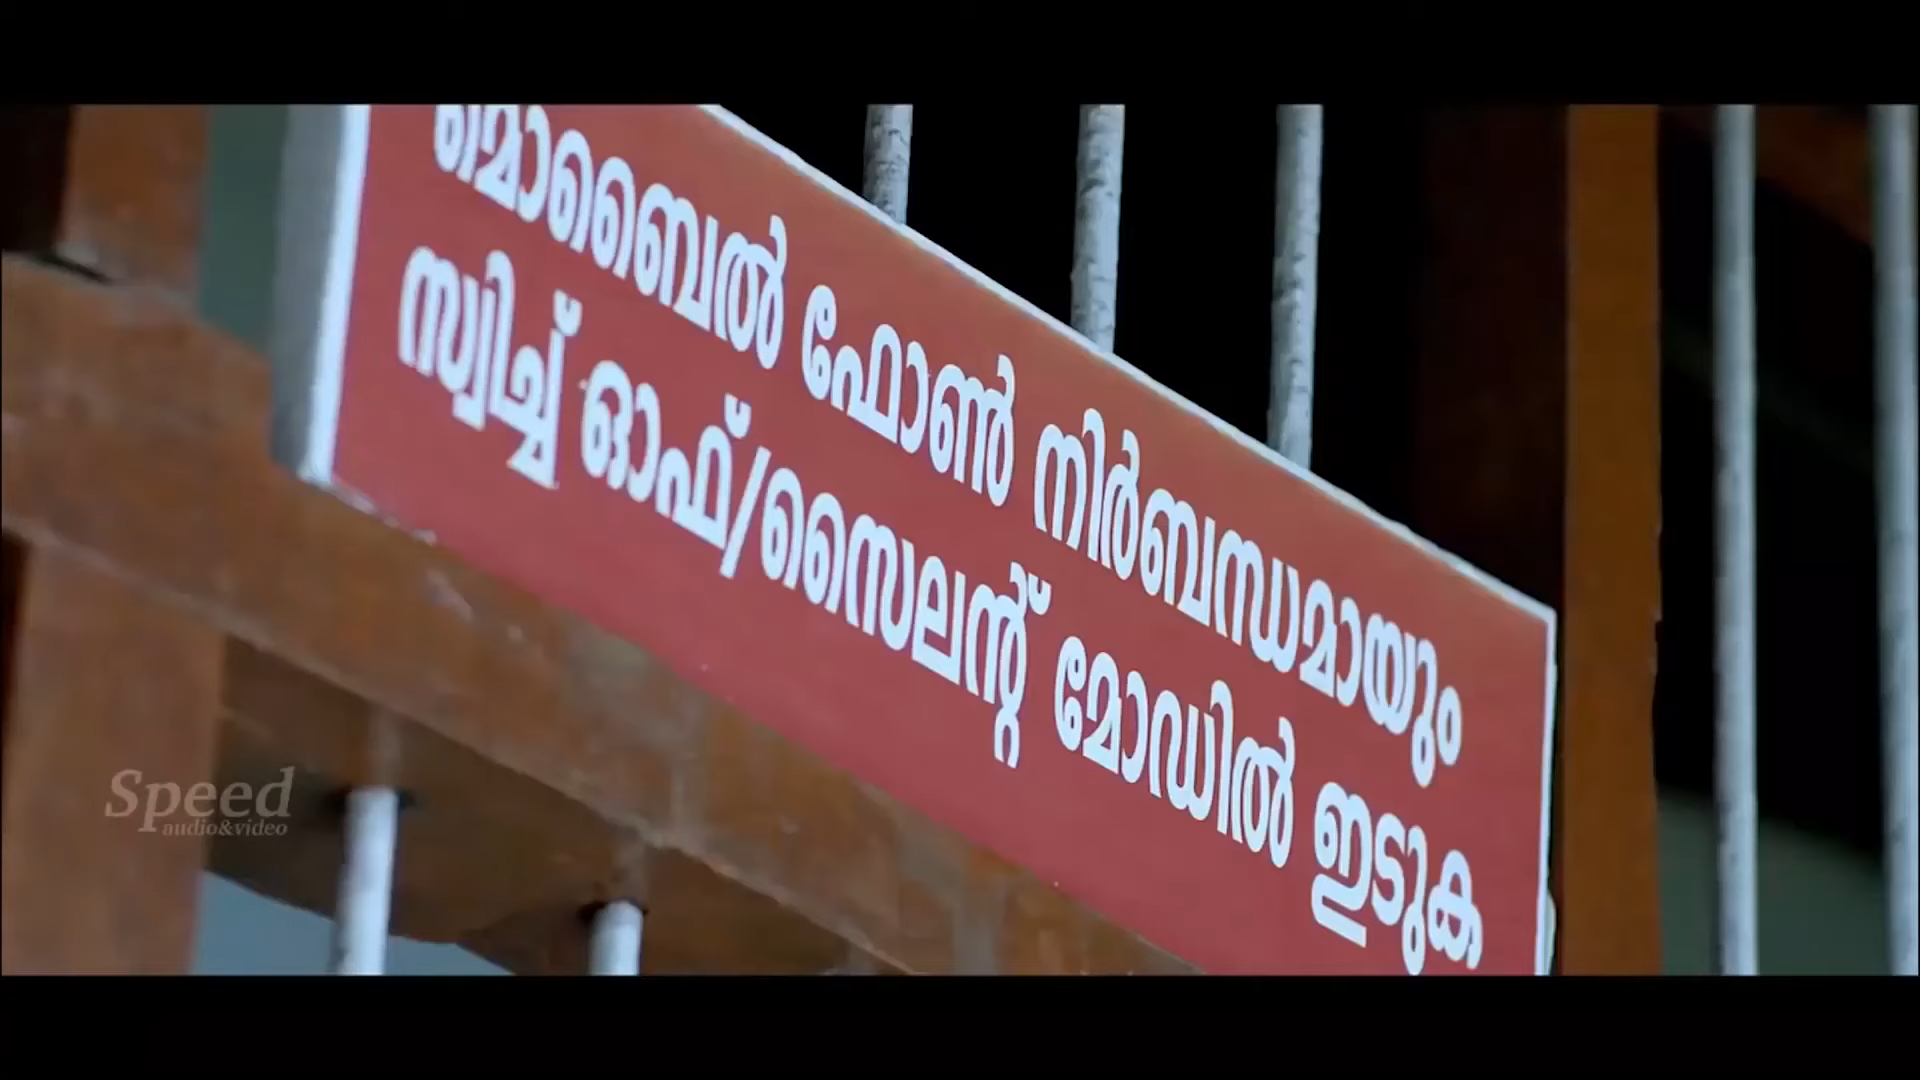 മൊബൈൽ ഫോൺ നിർബന്ധമായും
സ്വിച്ച് ഓഫ്/സൈലന്റ് മോഡിൽ ഇടുക
Speed
audio&video